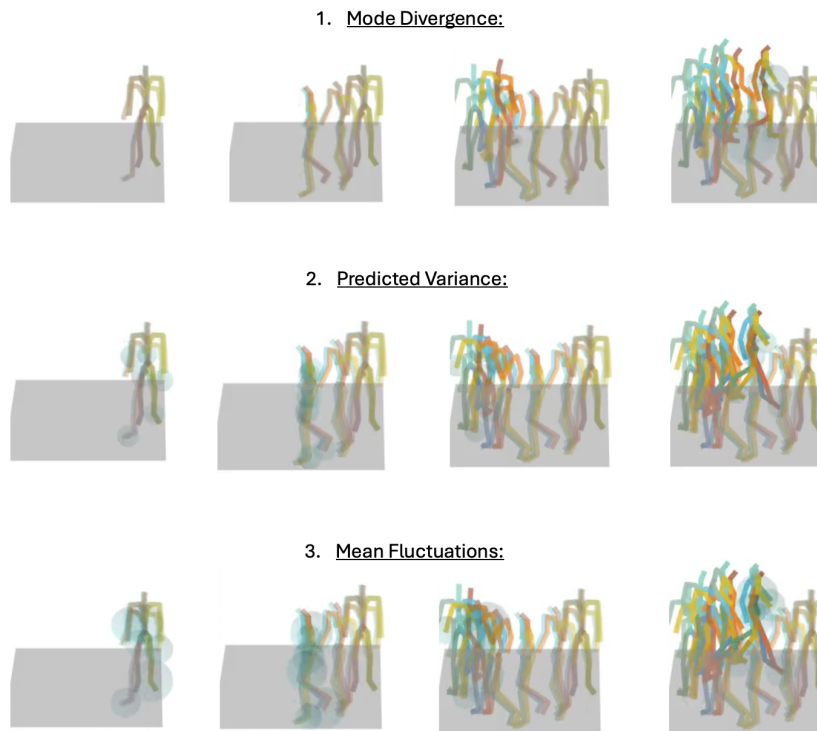 1. Mode Divergence:
2. Predicted Variance:
3. Mean Fluctuations: